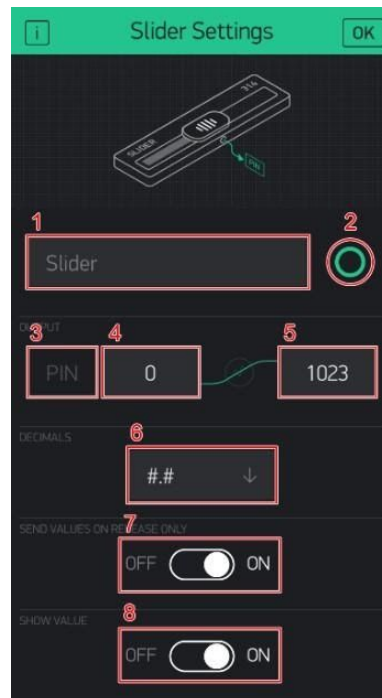 i Slider Settings OK
SLIDER 314
PIN
1 2
Slider
OUTPUT
3 4 5
PIN 0 1023
DECIMALS
6
#.#
SEND VALUES ON RELEASE ONLY
7
OFF ON
SHOW VALUE
8
OFF ON